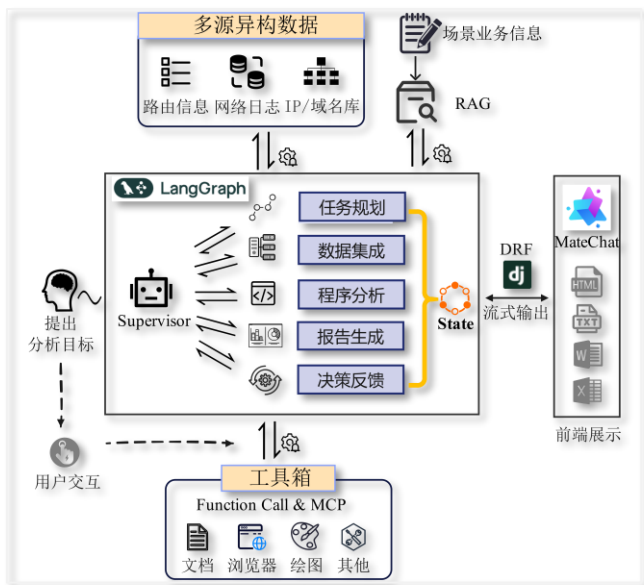 多源异构数据
路由信息 网络日志 IP/域名库
场景业务信息
RAG
LangGraph
Supervisor
任务规划
数据集成
程序分析
报告生成
决策反馈
State
提出
分析目标
用户交互
DRF
dj
流式输出
MateChat
HTML
TXT
W
X
前端展示
工具箱
Function Call & MCP
文档 浏览器 绘图 其他